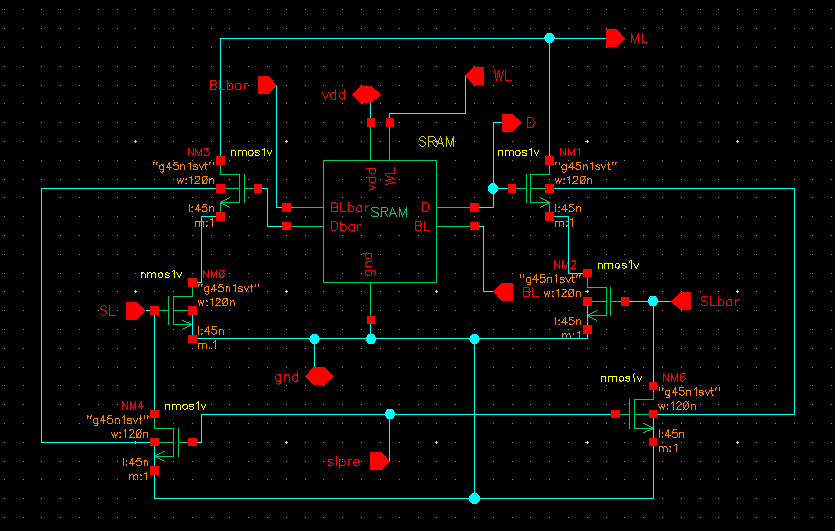 ML
WL
BLbar
vdd
D
SRAM
NM3
nmos1v
"g45n1svt"
w:120n
l:45n
m:1
vdd
WL
BLbar
Dbar
SRAM
D
BL
gnd
nmos1v
NM1
"g45n1svt"
w:120n
l:45n
m:1
nmos1v
NM0
"g45n1svt"
w:120n
l:45n
m:1
SL
NM2
nmos1v
"g45n1svt"
w:120n
l:45n
m:1
BL
SLbar
gnd
NM4
nmos1v
"g45n1svt"
w:120n
l:45n
m:1
slpre
nmos1v
"g45n1svt"
w:120n
l:45n
m:1